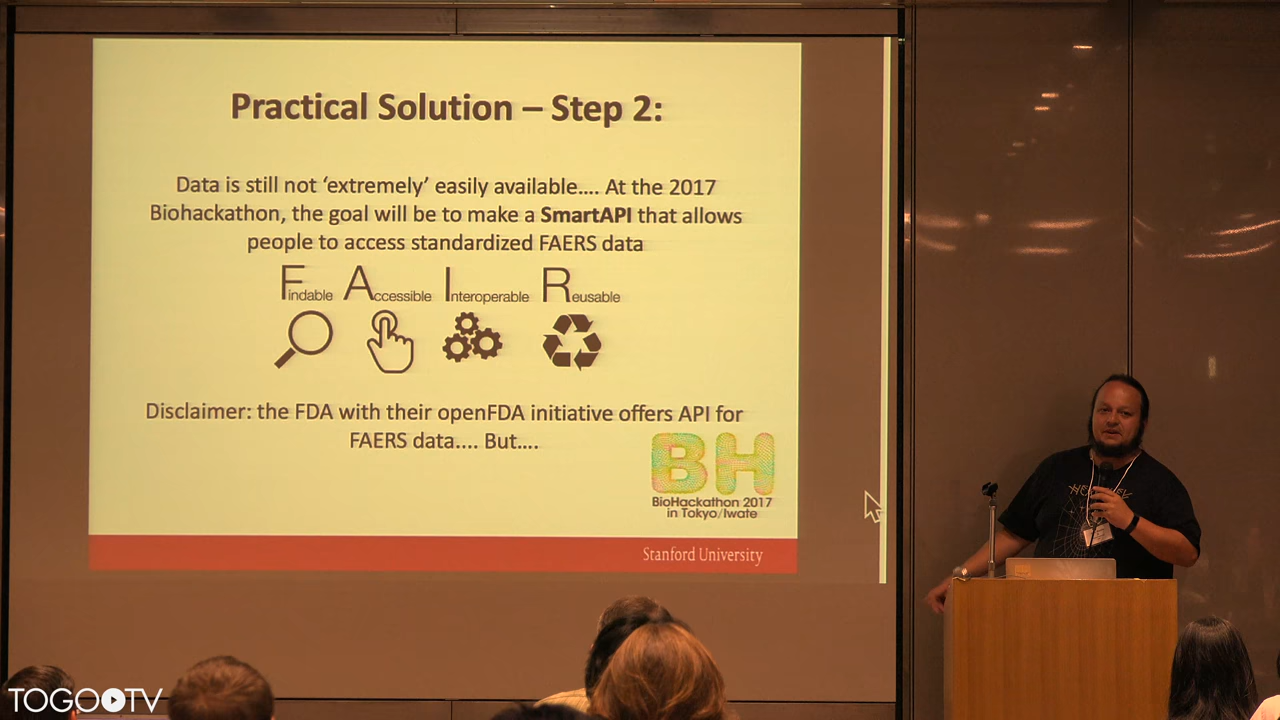 Practical Solution – Step 2:
Data is still not ‘extremely’ easily available.... At the 2017
Biohackathon, the goal will be to make a SmartAPI that allows
people to access standardized FAERS data
Findable Accessible Interoperable Reusable
Disclaimer: the FDA with their openFDA initiative offers API for
FAERS data.... But....
BH
BioHackathon 2017
in Tokyo/Iwate
Stanford University
TOGOTV